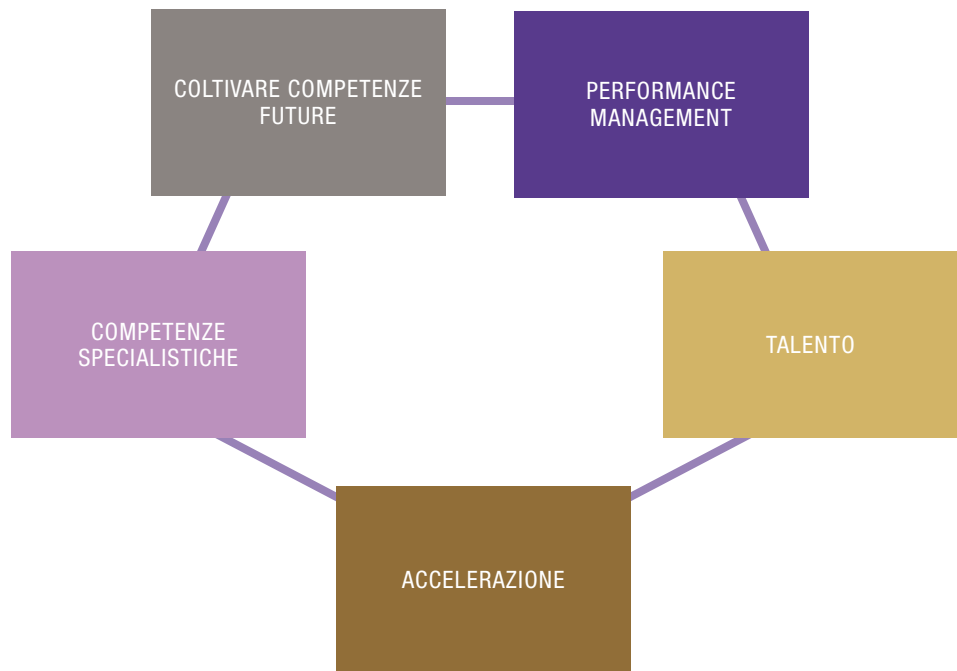 COLTIVARE COMPETENZE
FUTURE
PERFORMANCE
MANAGEMENT
COMPETENZE
SPECIALISTICHE
TALENTO
ACCELERAZIONE